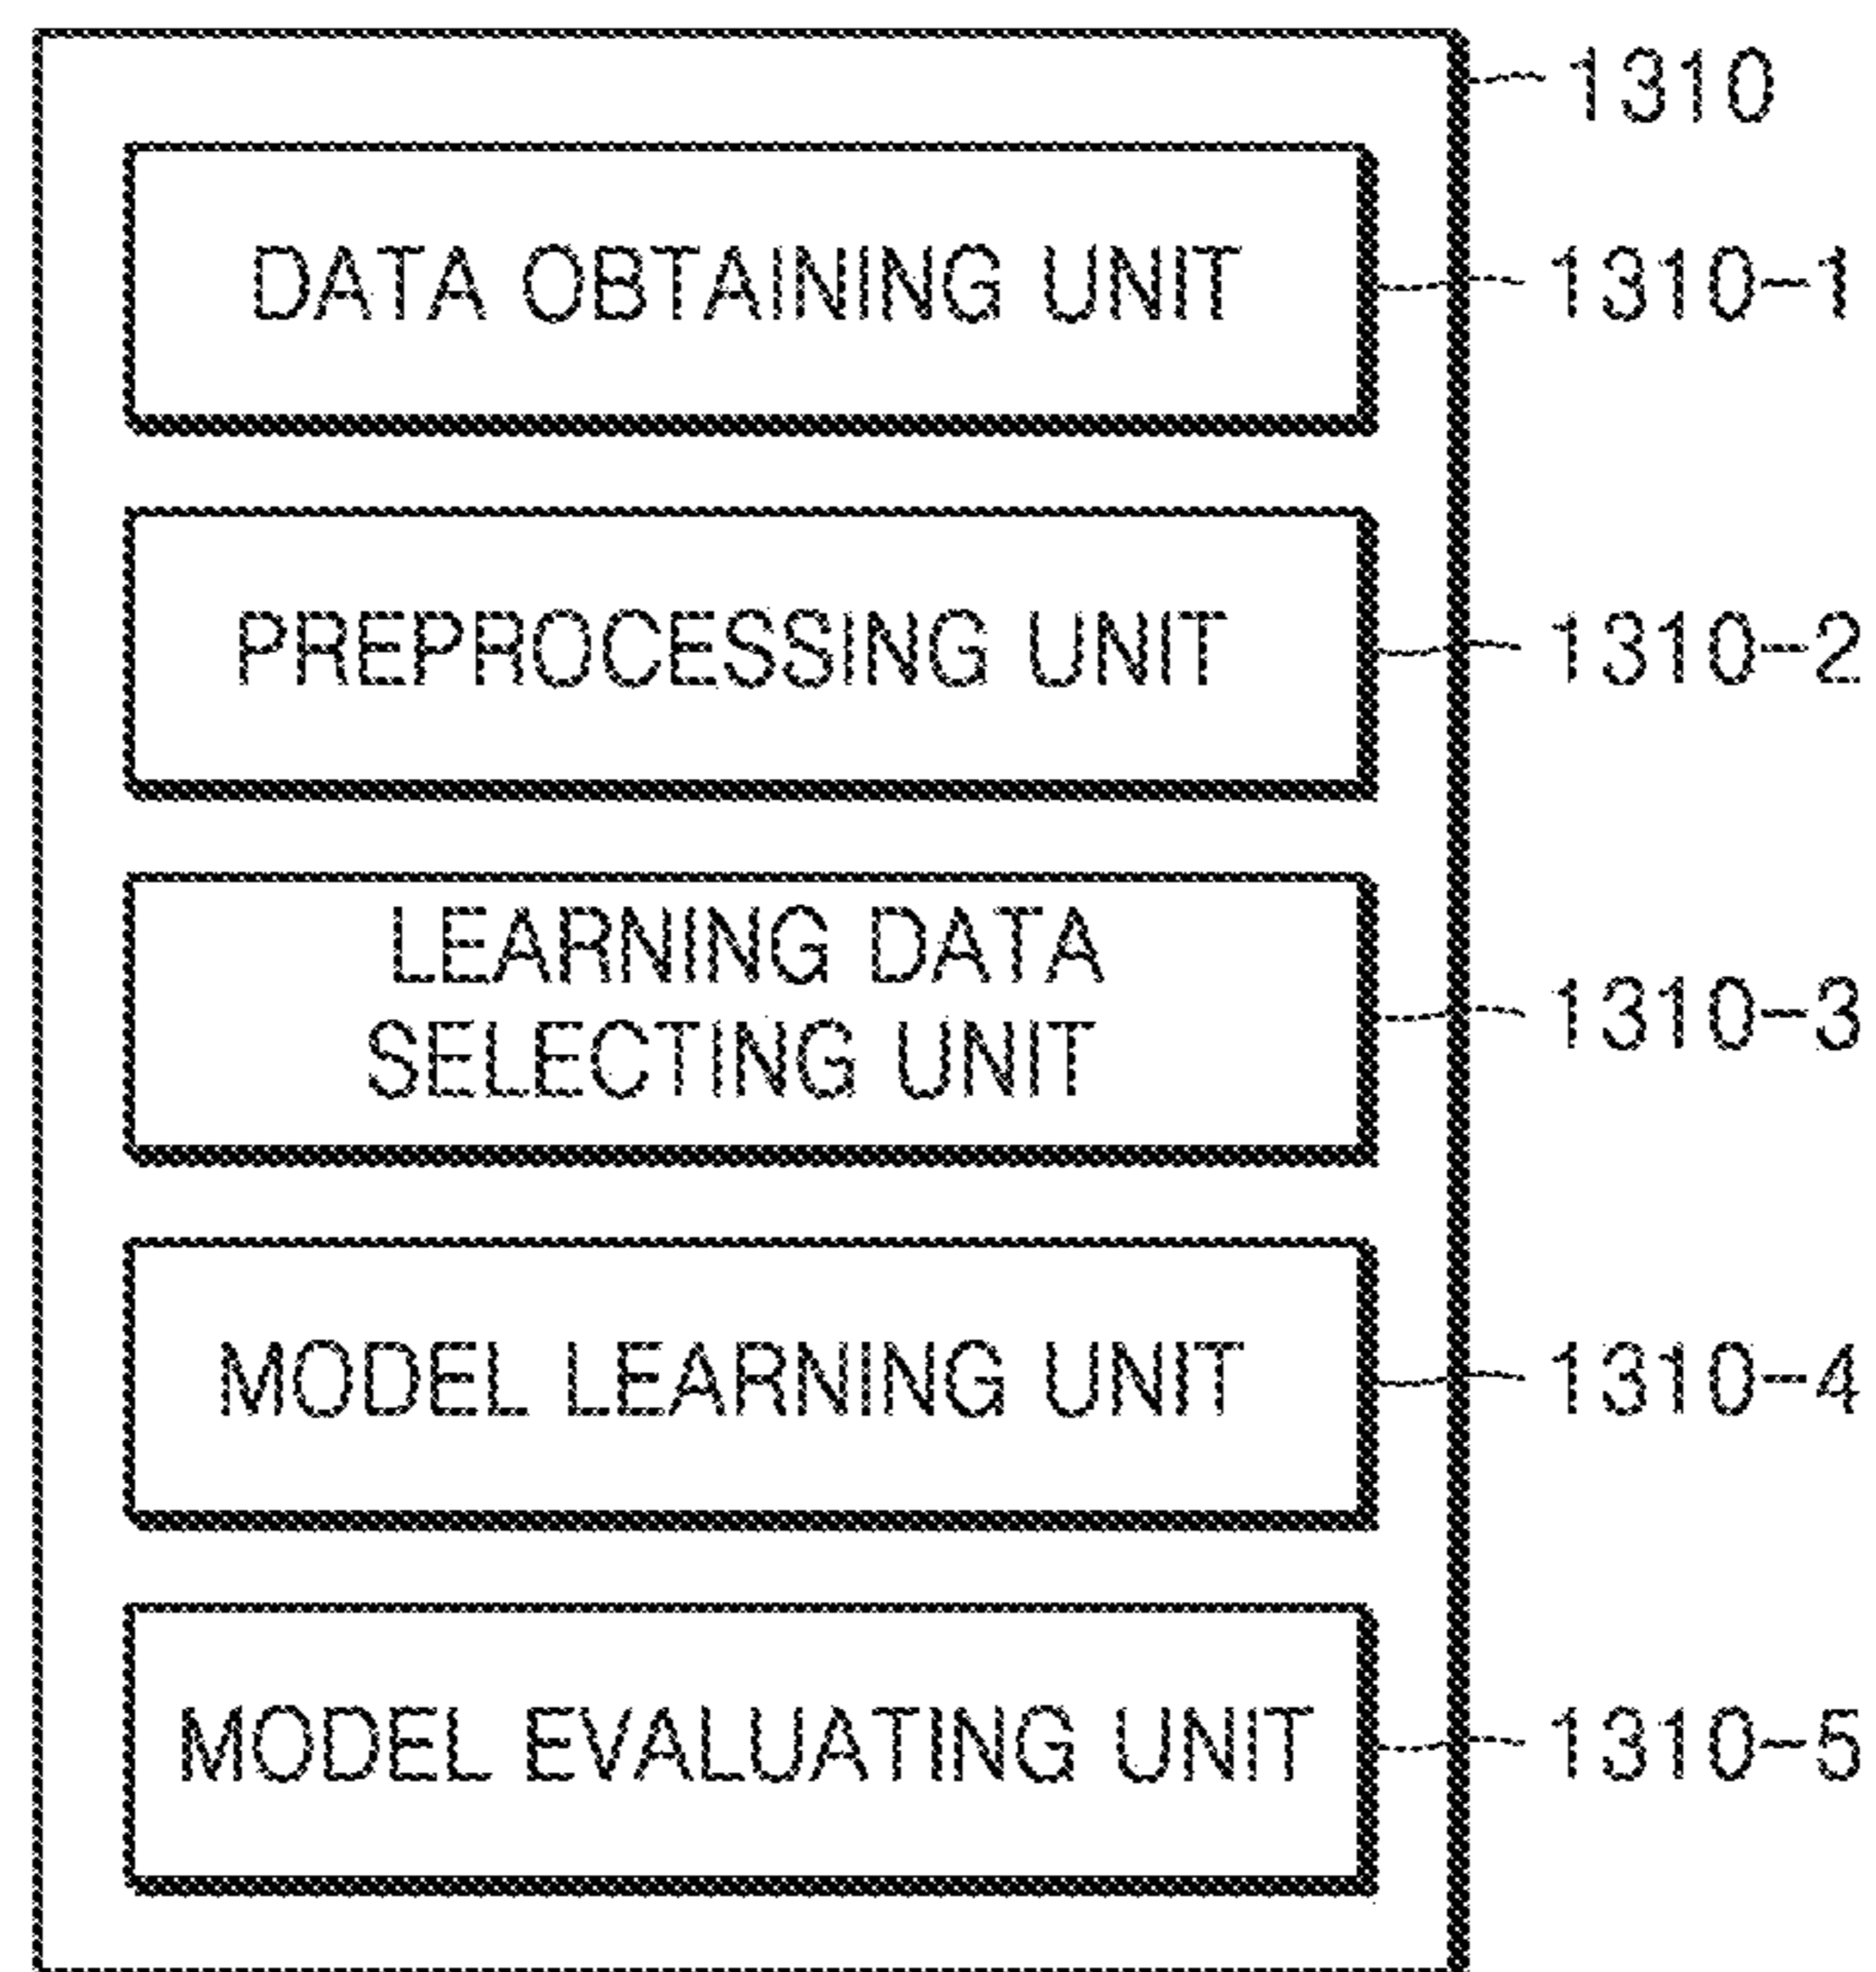 1310
DATA OBTAINING UNIT
1310-1
PREPROCESSING UNIT
1310-2
LEARNING DATA
SELECTING UNIT
1310-3
MODEL LEARNING UNIT
1310-4
MODEL EVALUATING UNIT
1310-5